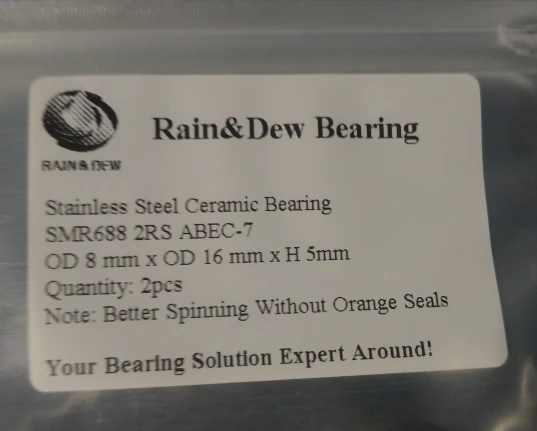 Rain&Dew Bearing
RAIN & DEW
Stainless Steel Ceramic Bearing
SMR688 2RS ABEC-7
OD 8 mm x OD 16 mm x H 5mm
Quantity: 2pcs
Note: Better Spinning Without Orange Seals
Your Bearing Solution Expert Around!